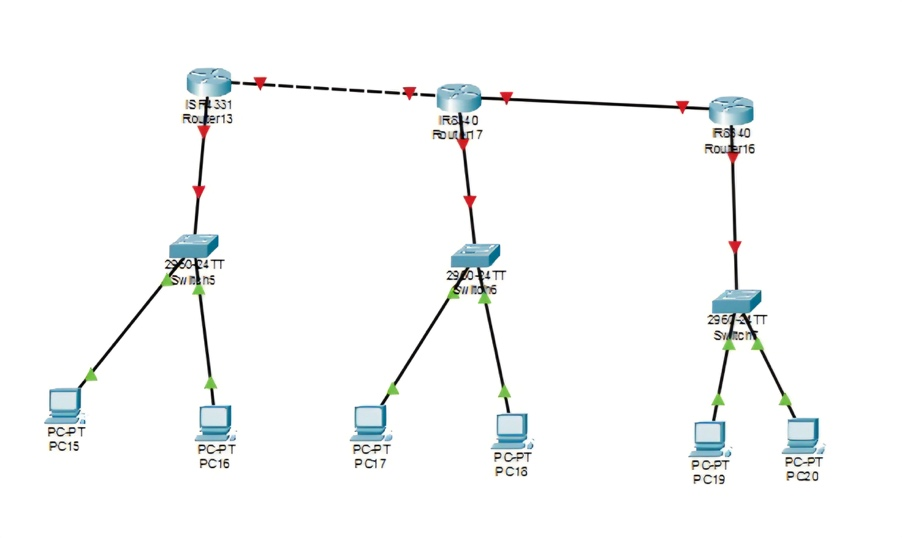 ISR4331
Router13
IR8340
Router17
IR8340
Router16
2960-24TT
Switch5
2960-24TT
Switch6
2960-24TT
Switch7
PC-PT
PC15
PC-PT
PC16
PC-PT
PC17
PC-PT
PC18
PC-PT
PC19
PC-PT
PC20